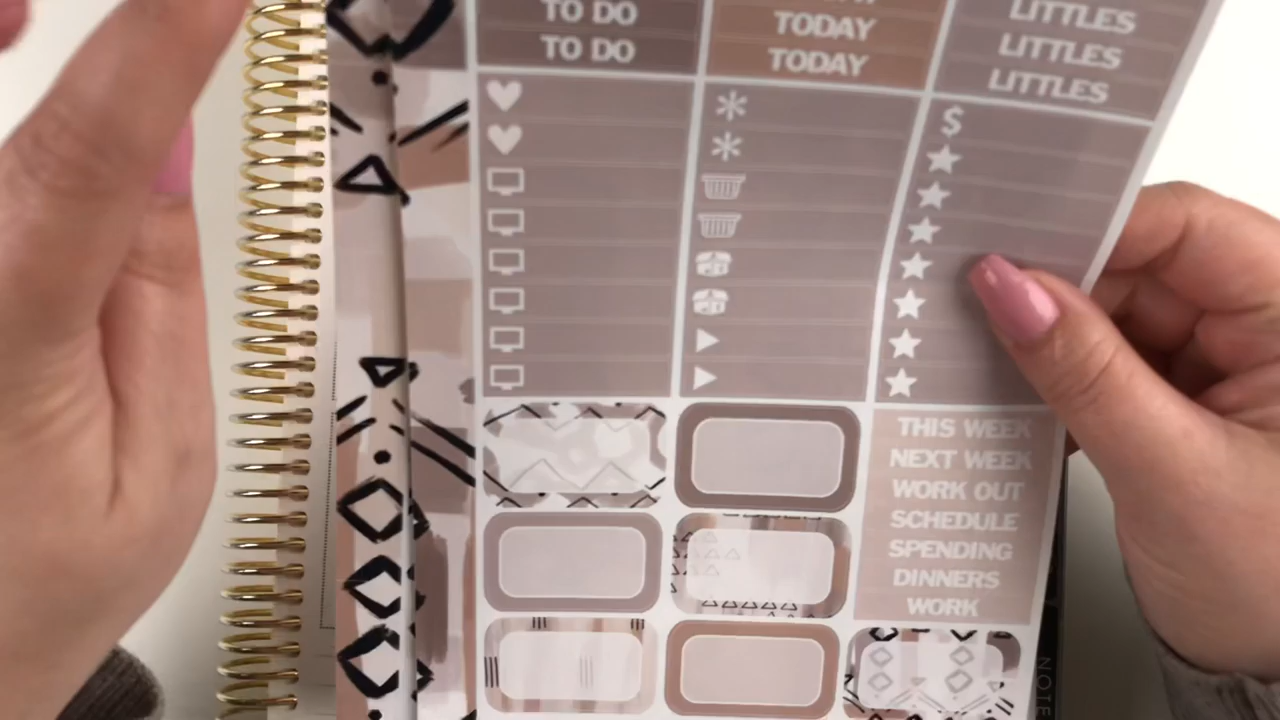 TO DO
TO DO
TODAY
TODAY
LITTLES
LITTLES
LITTLES
$
THIS WEEK
NEXT WEEK
WORK OUT
SCHEDULE
SPENDING
DINNERS
WORK